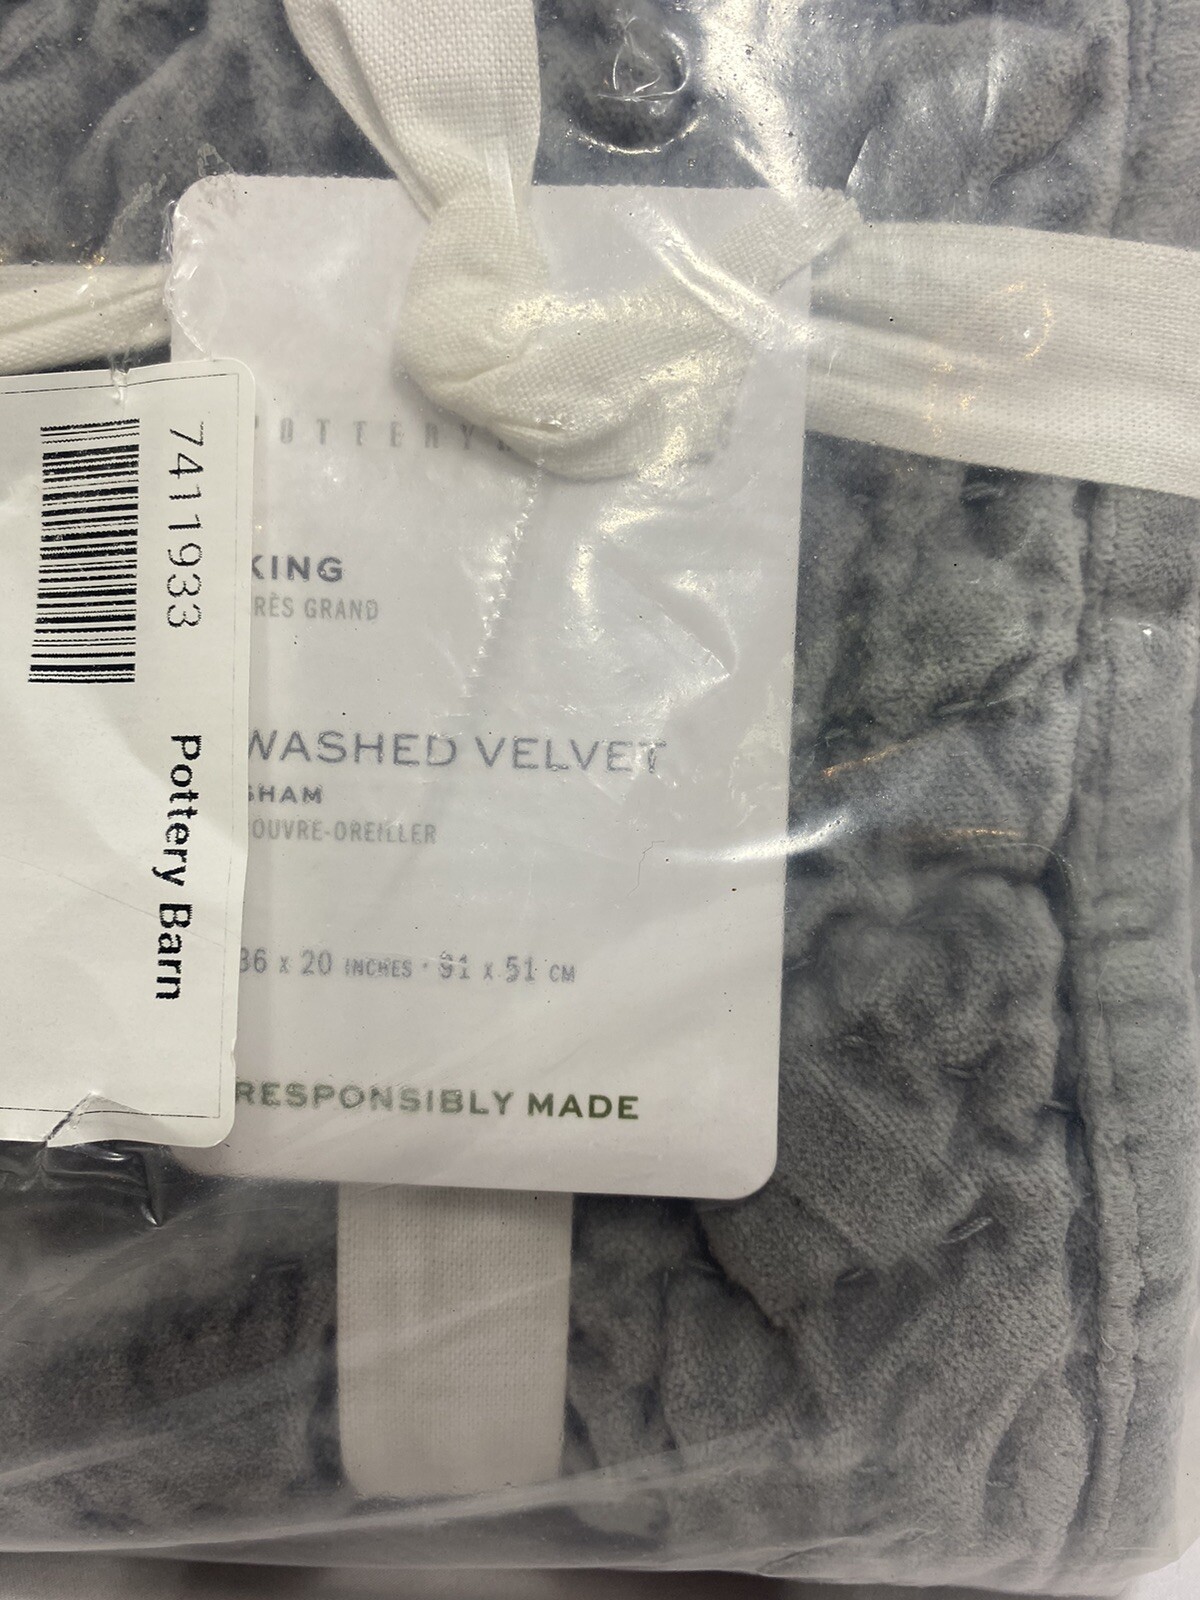 7411933
Pottery Barn
POTTERY
KING
RÈS GRAND
WASHED VELVET
SHAM
OUVRE-OREILLER
36 x 20 INCHES · 91 x 51 CM
RESPONSIBLY MADE